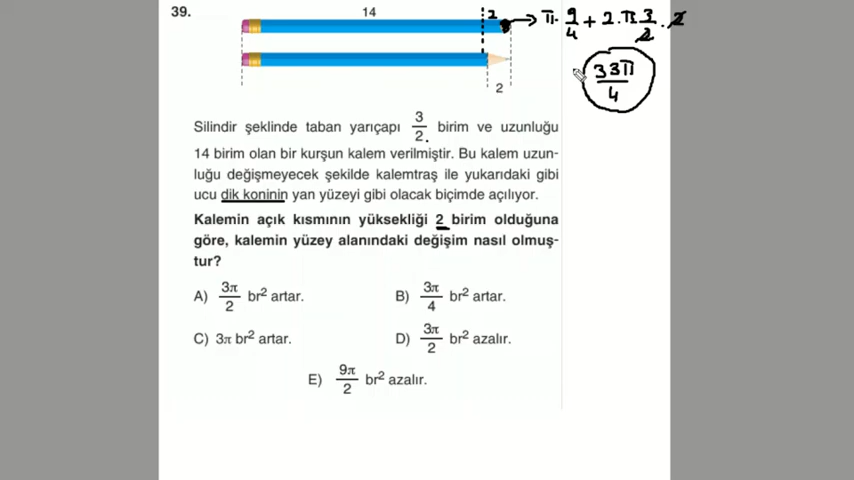 39.
14
2
π. 9/4 + 2.π 3/2 . 2
33π/4
2
Silindir şeklinde taban yarıçapı 3/2 birim ve uzunluğu
14 birim olan bir kurşun kalem verilmiştir. Bu kalem uzun-
luğu değişmeyecek şekilde kalemtraş ile yukarıdaki gibi
ucu dik koninin yan yüzeyi gibi olacak biçimde açılıyor.
Kalemin açık kısmının yüksekliği 2 birim olduğuna
göre, kalemin yüzey alanındaki değişim nasıl olmuş-
tur?
A) 3π/2 br² artar. B) 3π/4 br² artar.
C) 3π br² artar. D) 3π/2 br² azalır.
E) 9π/2 br² azalır.